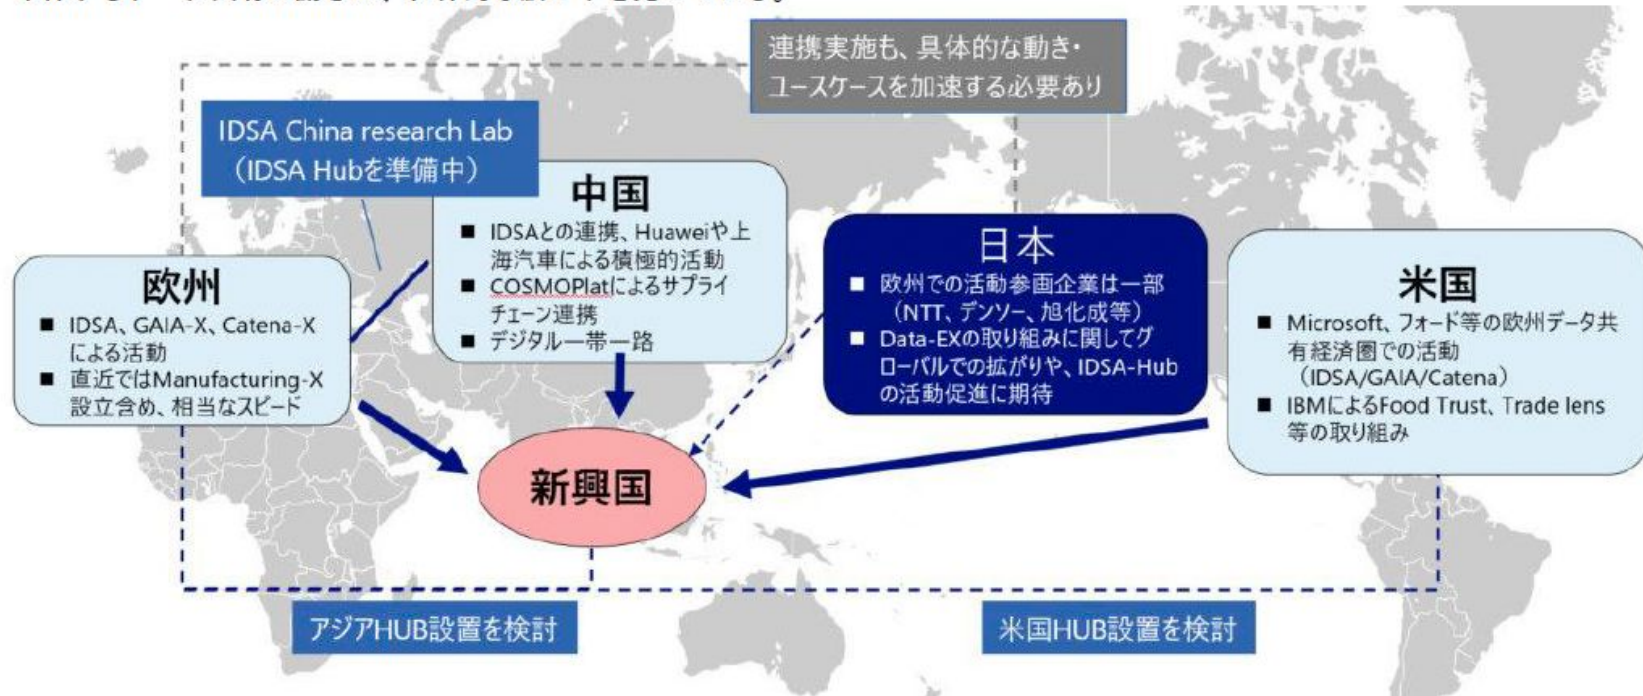 連携実施も、具体的な動き・
ユースケースを加速する必要あり
IDSA China research Lab
（IDSA Hubを準備中）
中国
■ IDSAとの連携、Huaweiや上
海汽車による積極的活動
■ COSMOPlatによるサプライ
チェーン連携
■ デジタル一帯一路
日本
■ 欧州での活動参画企業は一部
（NTT、デンソー、旭化成等）
■ Data-EXの取り組みに関してグ
ローバルでの拡がりや、IDSA-Hub
の活動促進に期待
欧州
■ IDSA、GAIA-X、Catena-X
による活動
■ 直近ではManufacturing-X
設立含め、相当なスピード
米国
■ Microsoft、フォード等の欧州データ共
有経済圏での活動
（IDSA/GAIA/Catena）
■ IBMによるFood Trust、Trade lens
等の取り組み
新興国
アジアHUB設置を検討
米国HUB設置を検討